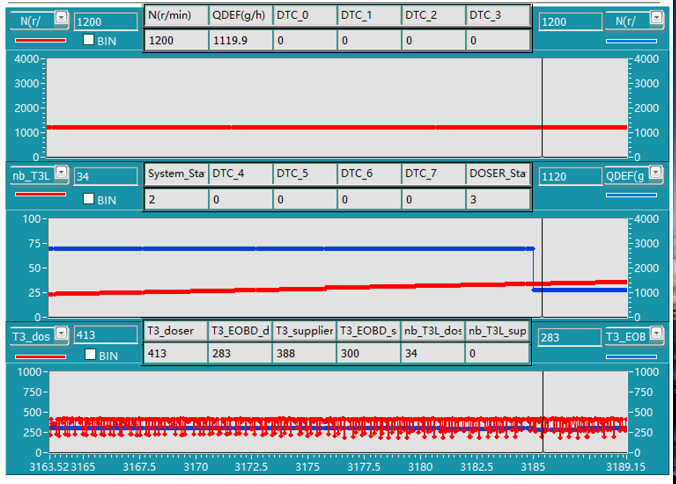 N(r/ 1200 N(r/min) QDEF(g/h) DTC_0 DTC_1 DTC_2 DTC_3 1200 N(r/
BIN 1200 1119.9 0 0 0 0
4000 4000
3000 3000
2000 2000
1000 1000
0 0
nb_T3L 34 System_Sta DTC_4 DTC_5 DTC_6 DTC_7 DOSER_Sta 1120 QDEF(g
BIN 2 0 0 0 0 3
100 4000
75 3000
50 2000
25 1000
0 0
T3_dos 413 T3_doser T3_EOBD_d T3_supplier T3_EOBD_s nb_T3L_dos nb_T3L_sup 283 T3_EOB
BIN 413 283 388 300 34 0
1000 1000
750 750
500 500
250 250
0 0
3163.52 3165 3167.5 3170 3172.5 3175 3177.5 3180 3182.5 3185 3189.15